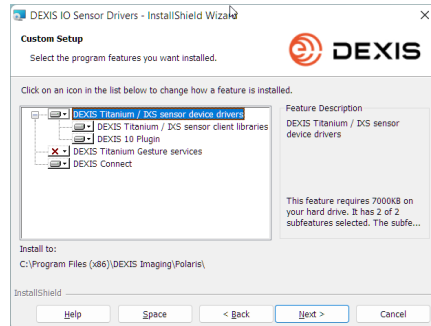 DEXIS IO Sensor Drivers - InstallShield Wizard
Custom Setup
Select the program features you want installed.
DEXIS
Click on an icon in the list below to change how a feature is installed.
DEXIS Titanium / IXS sensor device drivers
DEXIS Titanium / IXS sensor client libraries
DEXIS 10 Plugin
DEXIS Titanium Gesture services
DEXIS Connect
Feature Description
DEXIS Titanium / IXS sensor
device drivers
This feature requires 7000KB on
your hard drive. It has 2 of 2
subfeatures selected. The subfe...
Install to:
C:\Program Files (x86)\DEXIS Imaging\Polaris\
InstallShield
Help
Space
< Back
Next >
Cancel